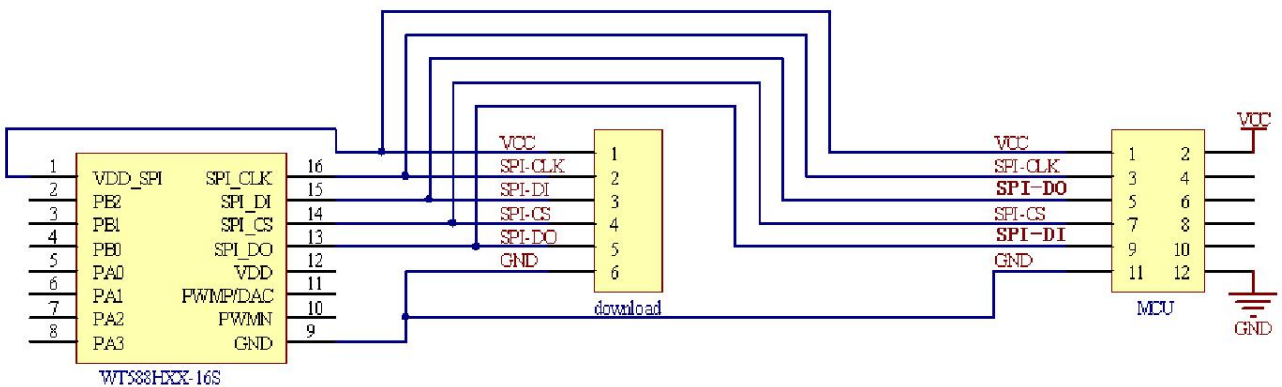 VCC
SPI-CLK
SPI-DI
SPI-CS
SPI-DO
GND
1
2
3
4
5
6
download
VCC
SPI-CLK
SPI-DO
SPI-CS
SPI-DI
GND
1 2
3 4
5 6
7 8
9 10
11 12
MCU
VCC
GND
1 VDD_SPI SPI_CLK 16
2 PB2 SPI_DI 15
3 PB1 SPI_CS 14
4 PB0 SPI_DO 13
5 PA0 VDD 12
6 PA1 PWMP/DAC 11
7 PA2 PWMN 10
8 PA3 GND 9
WT588HXX-16S